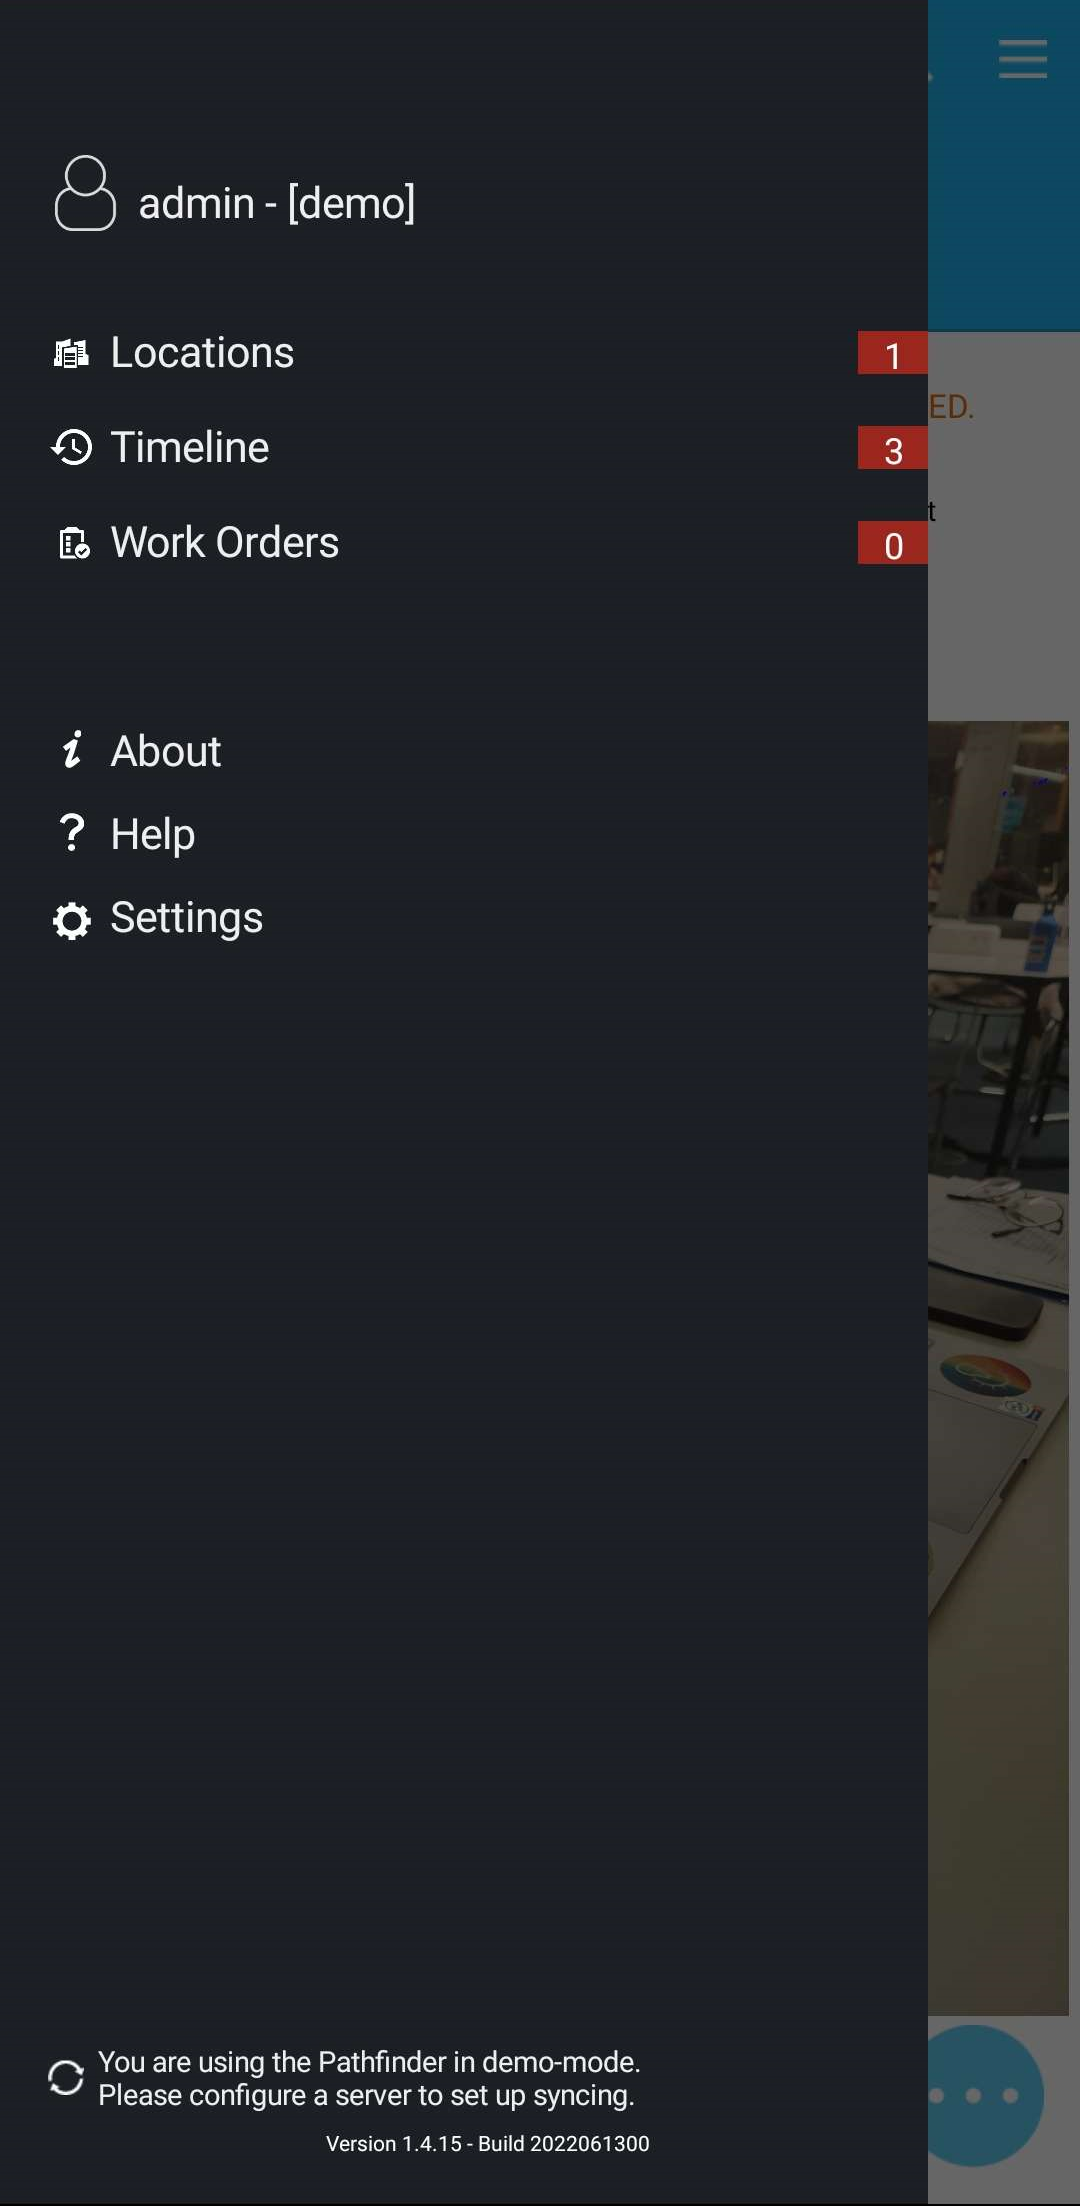 admin - [demo]
Locations 1
ED.
Timeline 3
t
Work Orders 0
About
Help
Settings
You are using the Pathfinder in demo-mode.
Please configure a server to set up syncing.
Version 1.4.15 - Build 2022061300